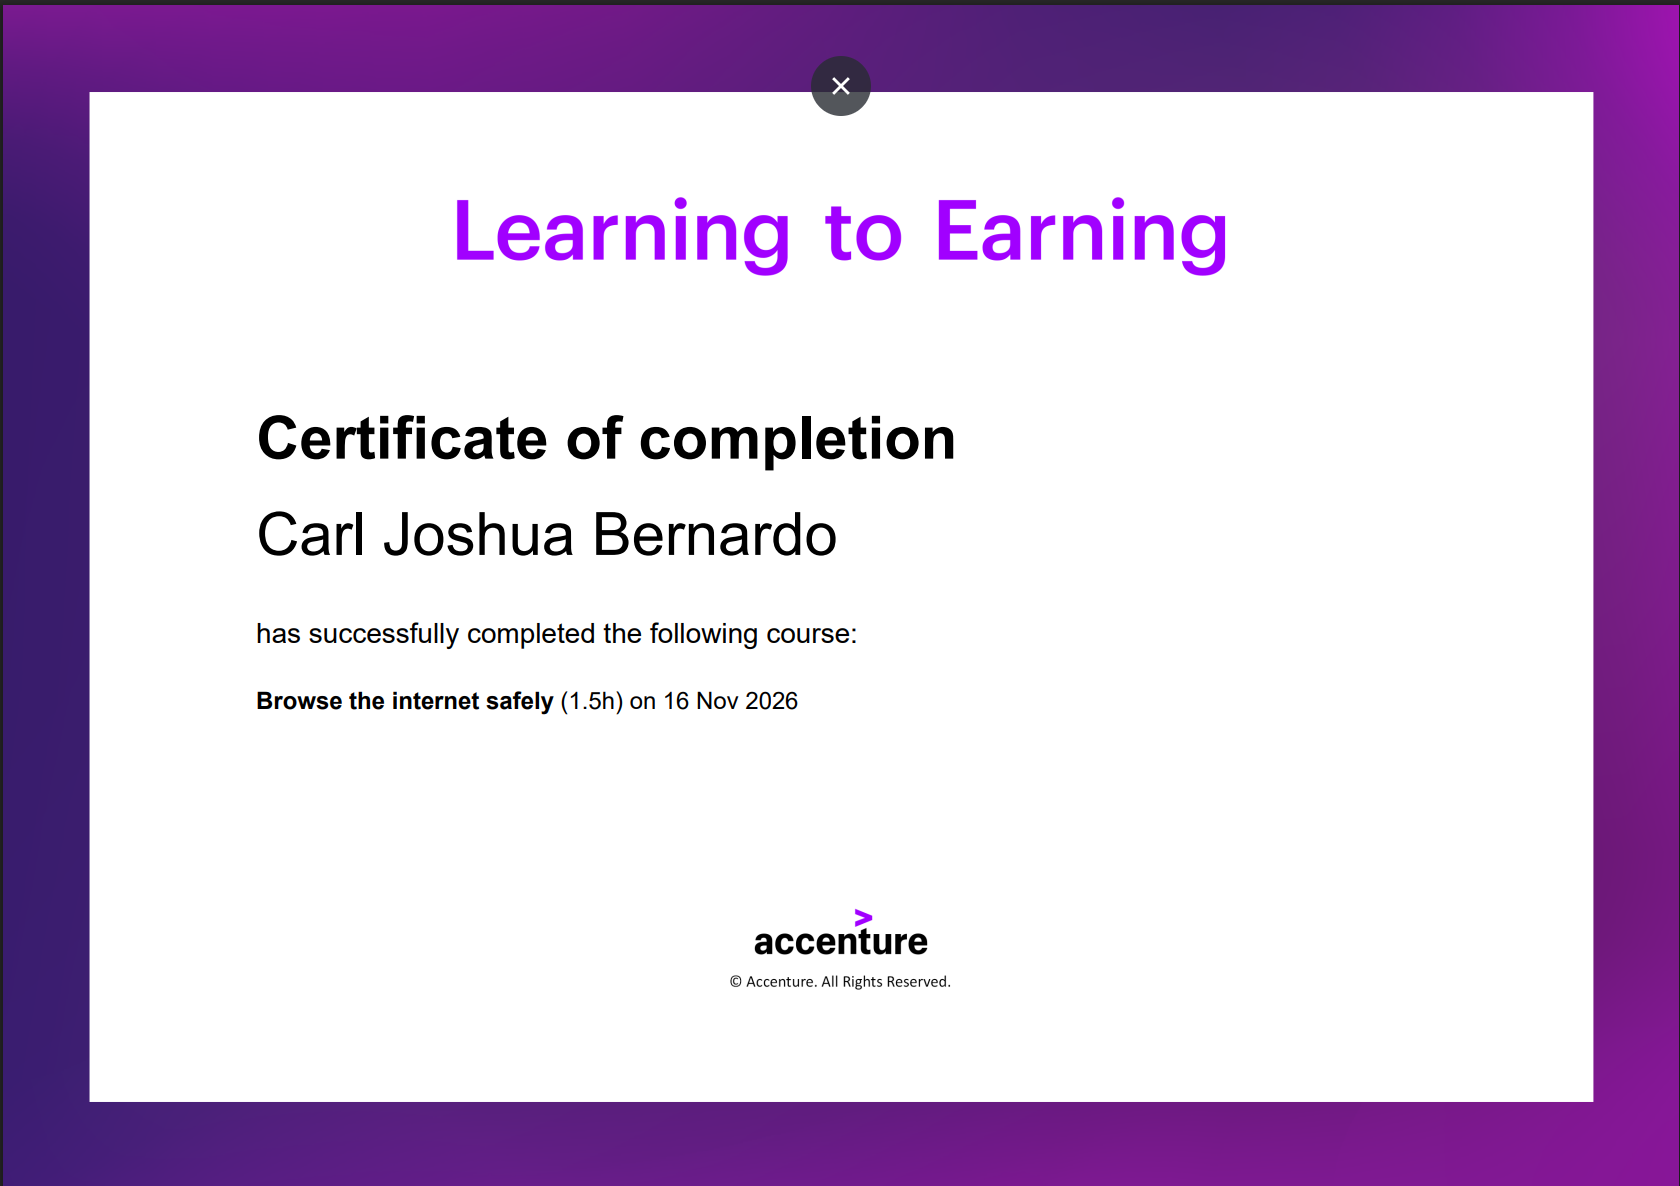 Learning to Earning
Certificate of completion
Carl Joshua Bernardo
has successfully completed the following course:
Browse the internet safely (1.5h) on 16 Nov 2026
accenture
© Accenture. All Rights Reserved.